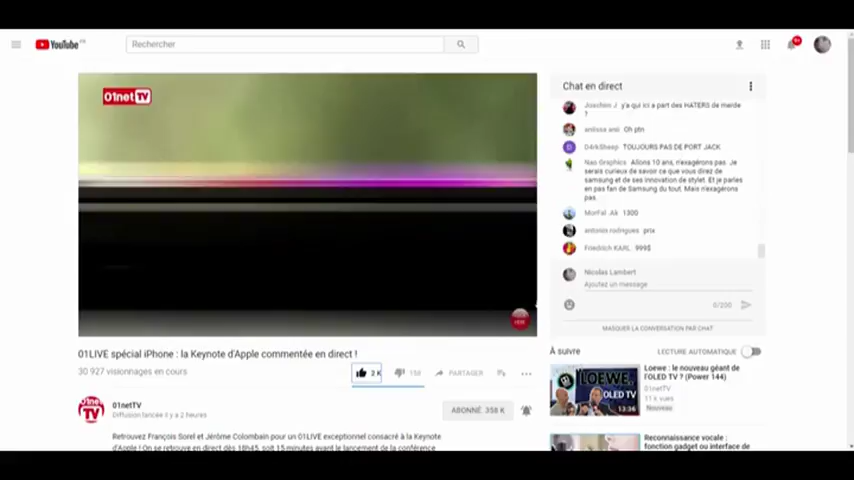 YouTube FR
Rechercher
9+
01net TV
Chat en direct
Joachim J y'a qui ici a part des HATERS de merde
?
anissa ansi Oh ptn
D4rkSheep TOUJOURS PAS DE PORT JACK
Nao Graphics Allons 10 ans, n'exagérons pas. Je
serais curieux de savoir ce que vous direz de
samsung et de ses innovation de stylet. Et je parles
en pas fan de Samsung du tout. Mais n'exagérons
pas.
MorFal .Ak 1300
antonin rodrigues prix
Friedrich KARL 999$
Nicolas Lambert
Ajoutez un message
0/200
MASQUER LA CONVERSATION PAR CHAT
01LIVE spécial iPhone : la Keynote d'Apple commentée en direct !
30 927 visionnages en cours
2 K
158
PARTAGER
01net TV
01netTV
Diffusion lancée il y a 2 heures
ABONNÉ 358 K
Retrouvez François Sorel et Jérôme Colombain pour un 01LIVE exceptionnel consacré à la Keynote
d'Apple ! On se retrouve en direct dès 18h45, soit 15 minutes avant le lancement de la conférence
À suivre
LECTURE AUTOMATIQUE
LOEWE.
OLED TV
13:36
Loewe : le nouveau géant de
l'OLED TV ? (Power 144)
01netTV
11 k vues
Nouveau
Reconnaissance vocale :
fonction gadget ou interface de